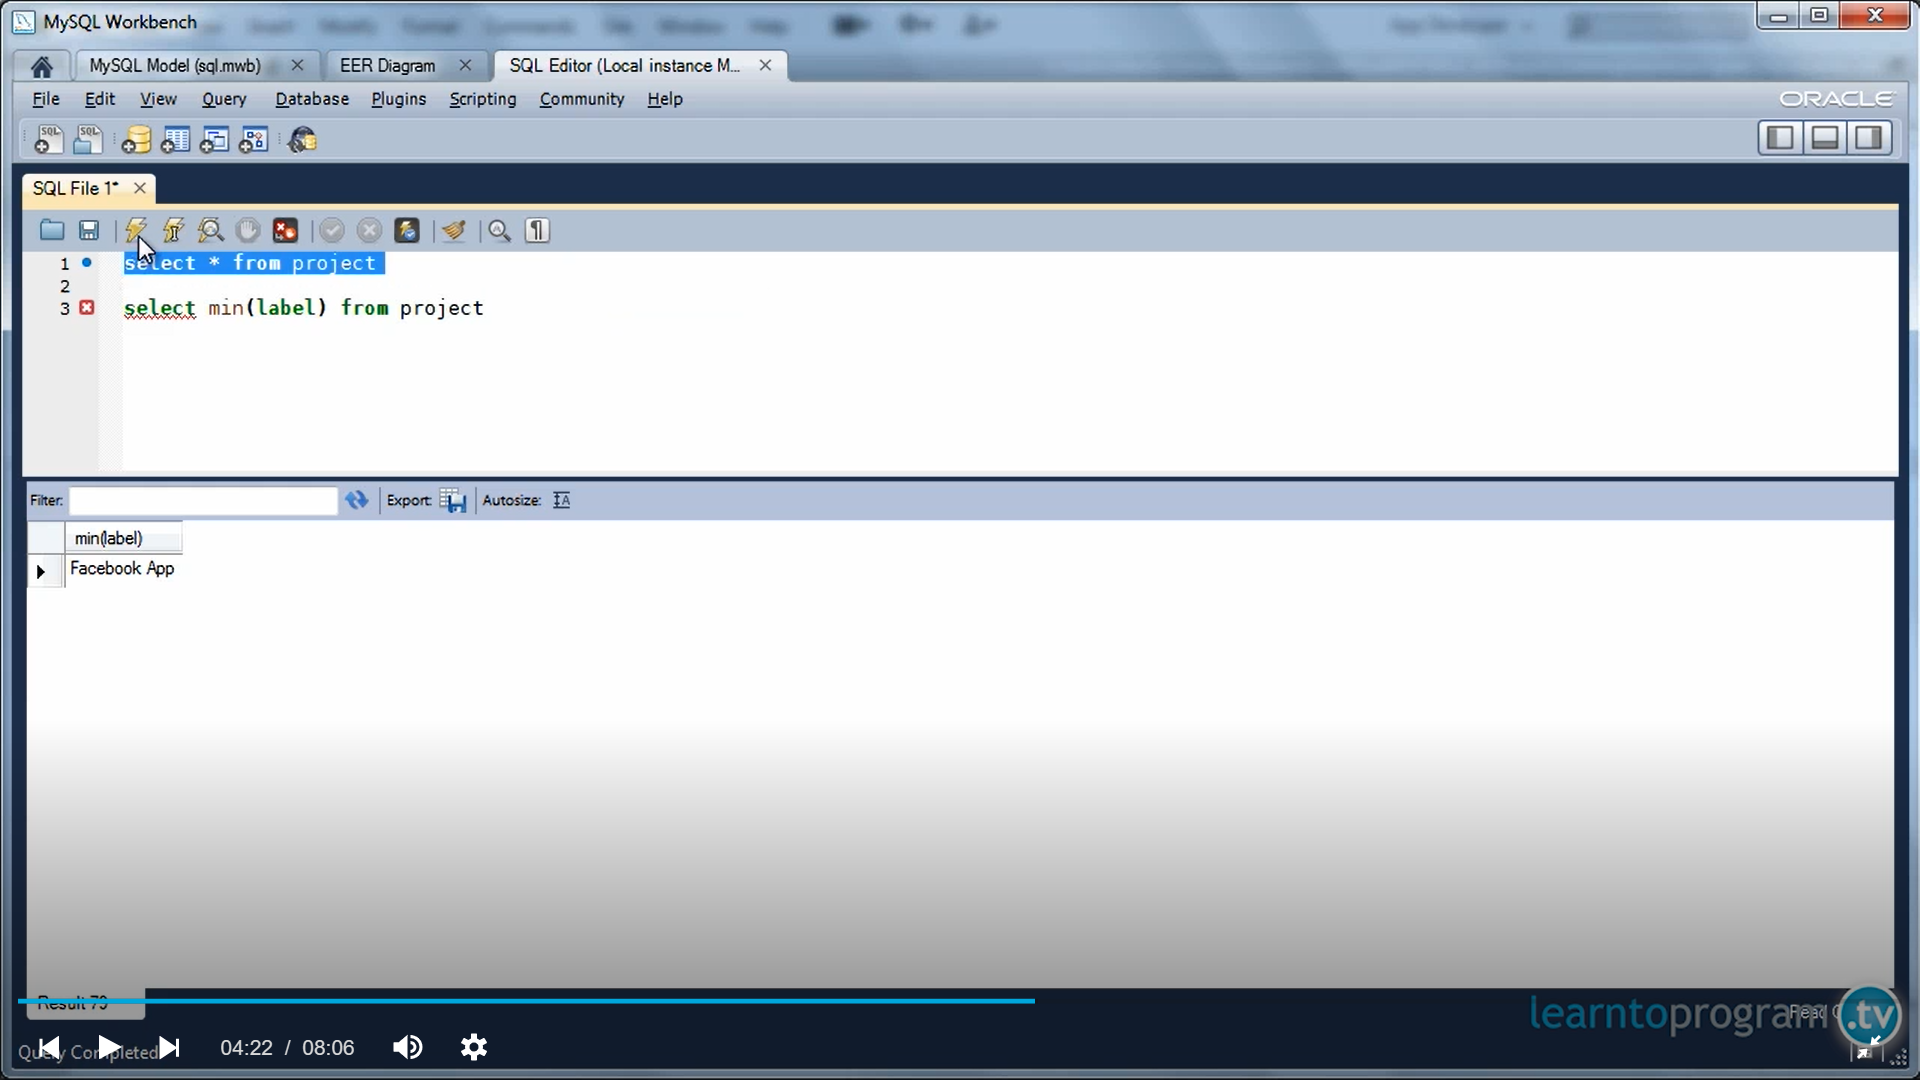 MySQL Workbench
MySQL Model (sql.mwb)
EER Diagram
SQL Editor (Local instance M...
File Edit View Query Database Plugins Scripting Community Help
ORACLE
SQL File 1*
1 select * from project
2
3 select min(label) from project
Filter:
Export:
Autosize:
min(label)
Facebook App
Result 79
learntoprogram.tv
Query Completed
04:22 / 08:06